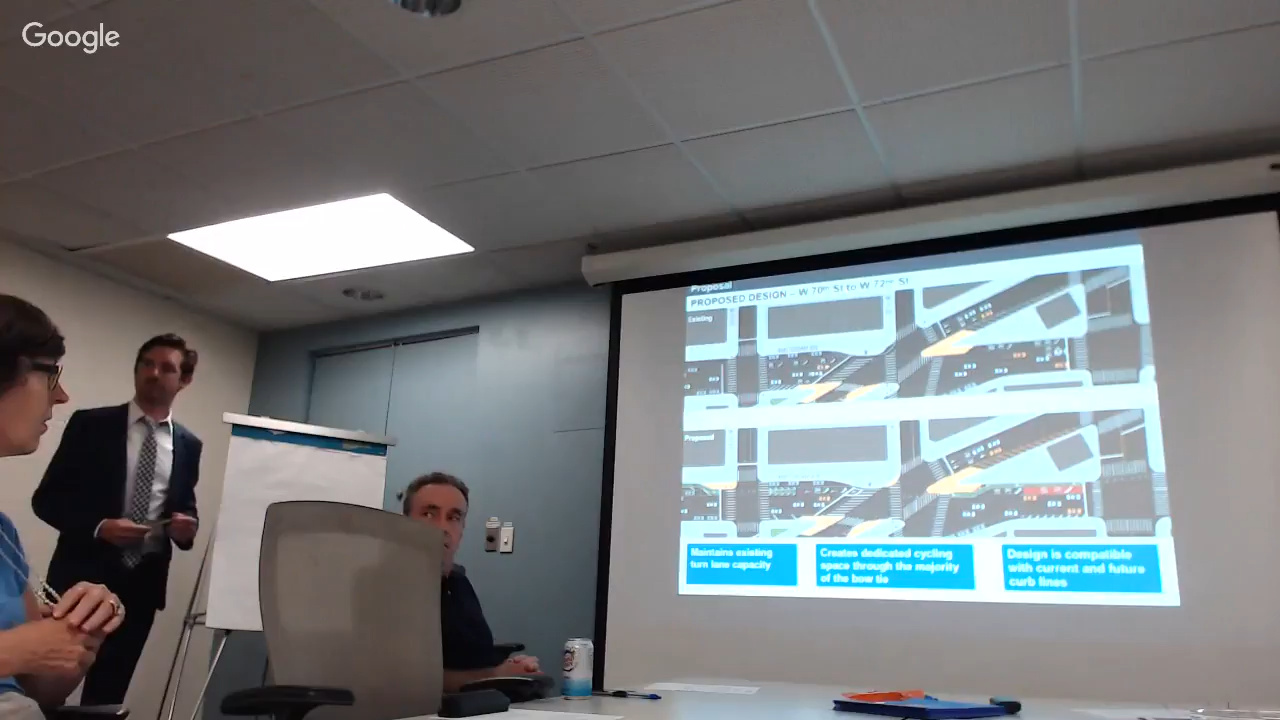 Google
Proposal
PROPOSED DESIGN – W 70th St to W 72nd St
Existing
Proposed
Maintains existing
turn lane capacity
Creates dedicated cycling
space through the majority
of the bow tie
Design is compatible
with current and future
curb lines